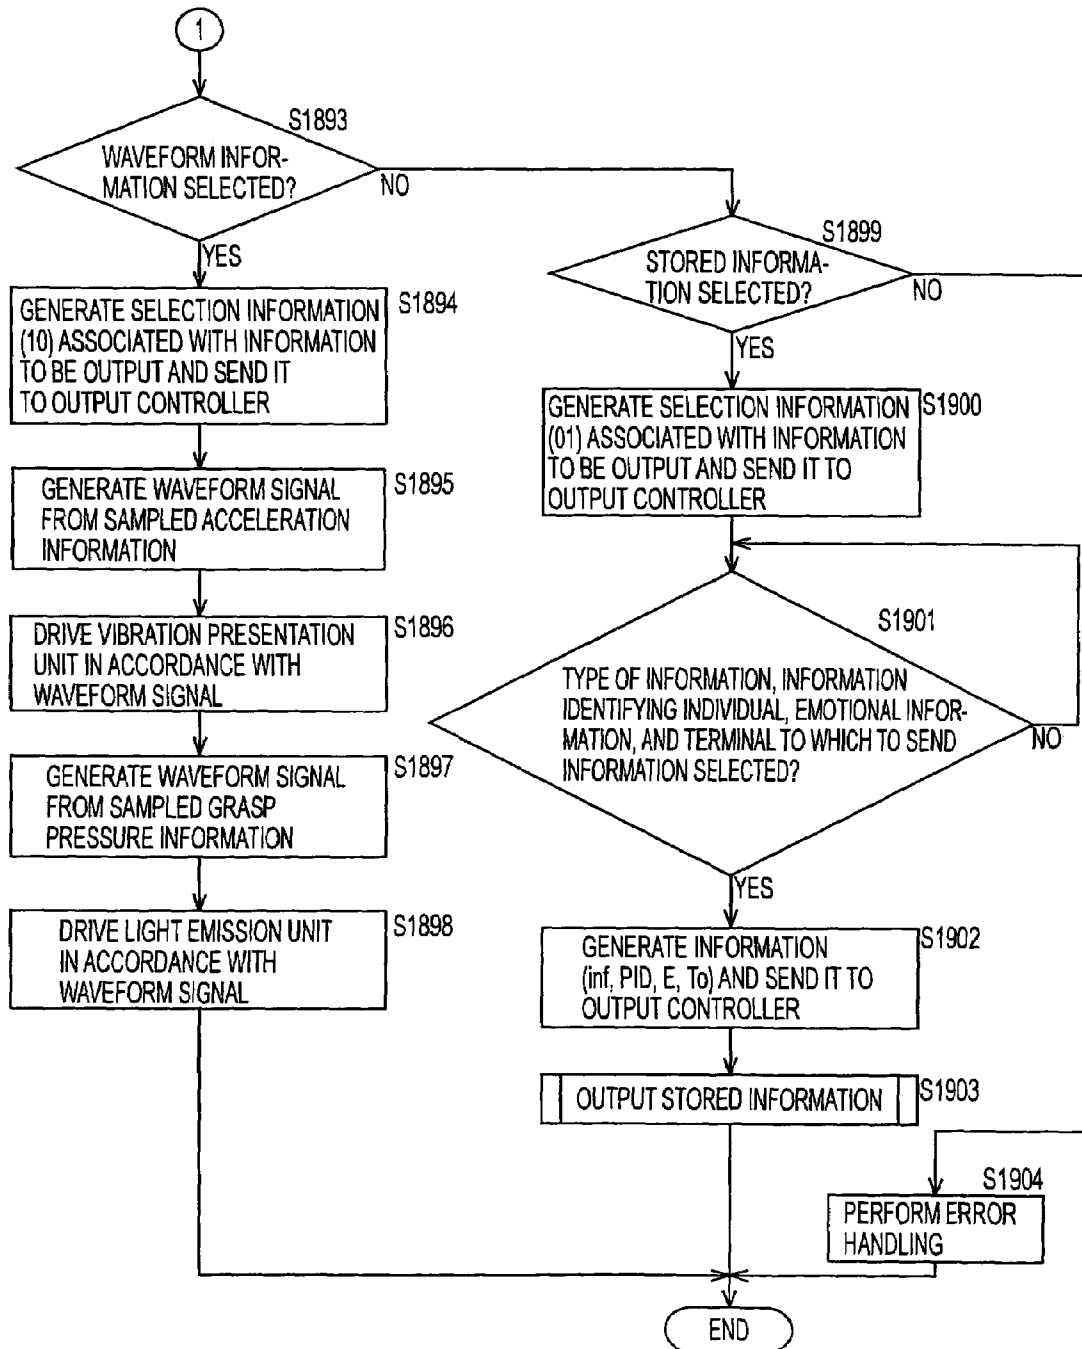 1
S1893
WAVEFORM INFOR-
MATION SELECTED?
NO
YES
S1894
GENERATE SELECTION INFORMATION
(10) ASSOCIATED WITH INFORMATION
TO BE OUTPUT AND SEND IT
TO OUTPUT CONTROLLER
S1895
GENERATE WAVEFORM SIGNAL
FROM SAMPLED ACCELERATION
INFORMATION
S1896
DRIVE VIBRATION PRESENTATION
UNIT IN ACCORDANCE WITH
WAVEFORM SIGNAL
S1897
GENERATE WAVEFORM SIGNAL
FROM SAMPLED GRASP
PRESSURE INFORMATION
S1898
DRIVE LIGHT EMISSION UNIT
IN ACCORDANCE WITH
WAVEFORM SIGNAL
S1899
STORED INFORMA-
TION SELECTED?
NO
YES
S1900
GENERATE SELECTION INFORMATION
(01) ASSOCIATED WITH INFORMATION
TO BE OUTPUT AND SEND IT TO
OUTPUT CONTROLLER
S1901
TYPE OF INFORMATION, INFORMATION
IDENTIFYING INDIVIDUAL, EMOTIONAL INFOR-
MATION, AND TERMINAL TO WHICH TO SEND
INFORMATION SELECTED?
NO
YES
S1902
GENERATE INFORMATION
(inf, PID, E, To) AND SEND IT TO
OUTPUT CONTROLLER
S1903
OUTPUT STORED INFORMATION
S1904
PERFORM ERROR
HANDLING
END